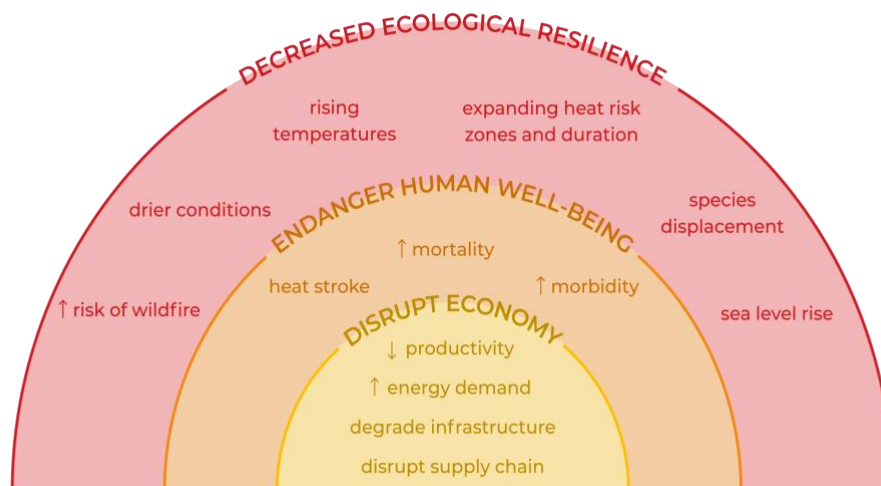 DECREASED ECOLOGICAL RESILIENCE
rising
temperatures
expanding heat risk
zones and duration
drier conditions
species
displacement
↑ risk of wildfire
sea level rise
ENDANGER HUMAN WELL-BEING
↑ mortality
heat stroke
↑ morbidity
DISRUPT ECONOMY
↓ productivity
↑ energy demand
degrade infrastructure
disrupt supply chain